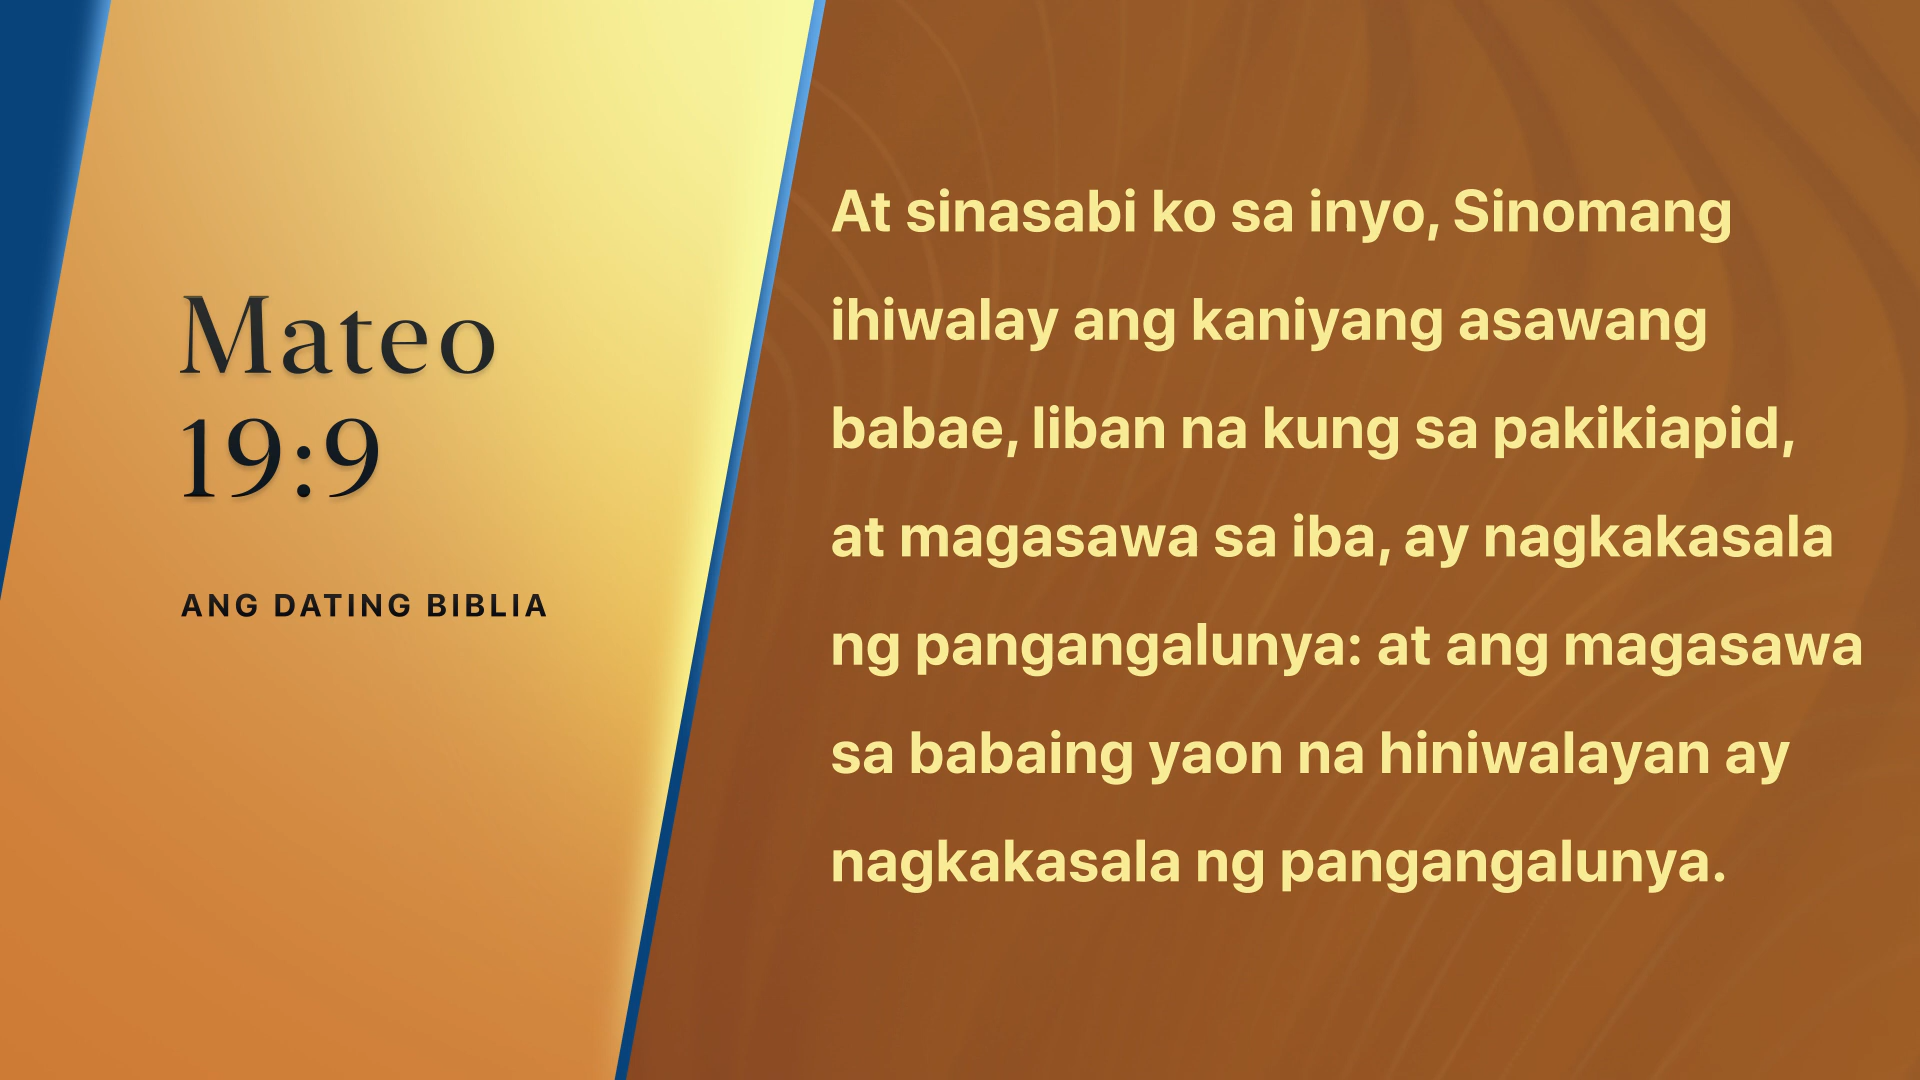 Mateo
19:9
ANG DATING BIBLIA
At sinasabi ko sa inyo, Sinomang
ihiwalay ang kaniyang asawang
babae, liban na kung sa pakikiapid,
at magasawa sa iba, ay nagkakasala
ng pangangalunya: at ang magasawa
sa babaing yaon na hiniwalayan ay
nagkakasala ng pangangalunya.